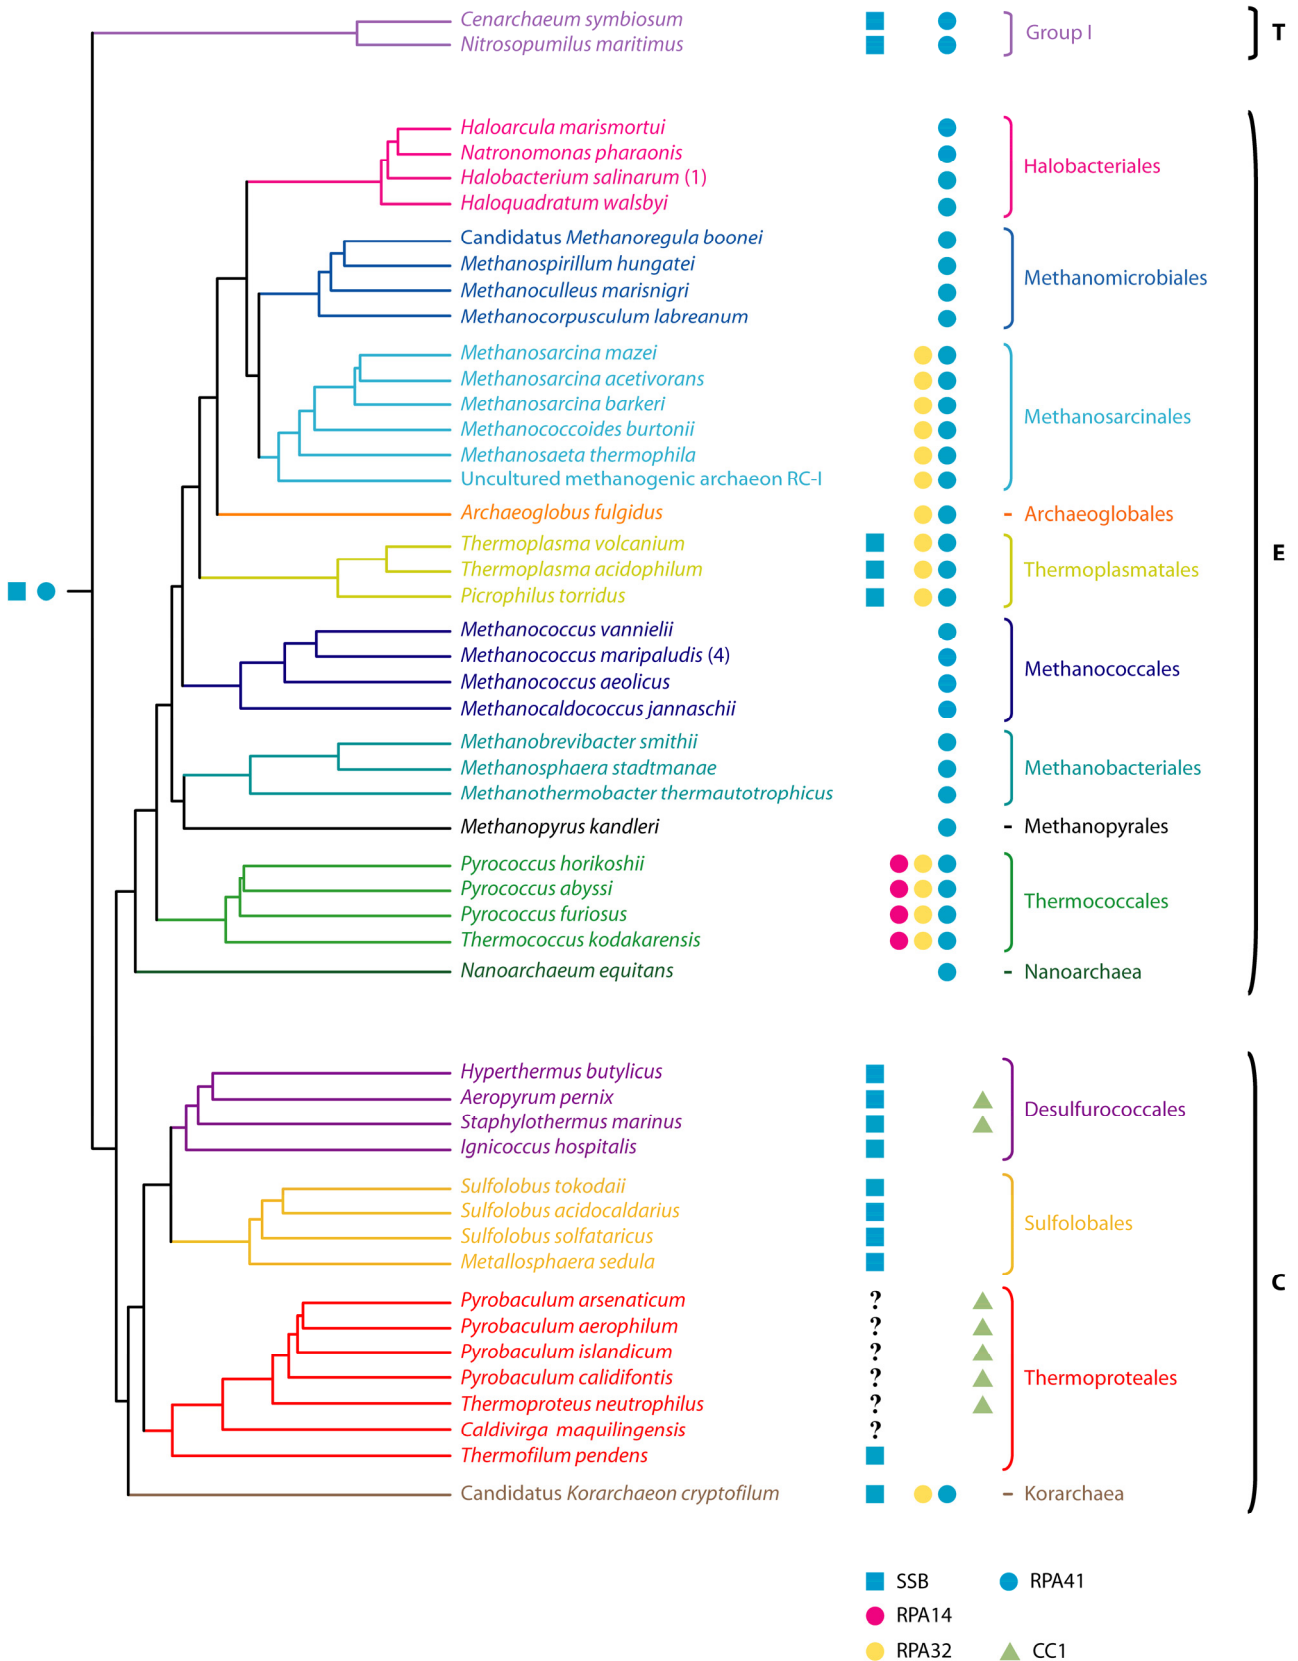 Cenarchaeum symbiosum
Nitrosopumilus maritimus
Group I
T
Haloarcula marismortui
Natronomonas pharaonis
Halobacterium salinarum (1)
Haloquadratum walsbyi
Halobacteriales
Candidatus Methanoregula boonei
Methanospirillum hungatei
Methanoculleus marisnigri
Methanocorpusculum labreanum
Methanomicrobiales
Methanosarcina mazei
Methanosarcina acetivorans
Methanosarcina barkeri
Methanococcoides burtonii
Methanosaeta thermophila
Uncultured methanogenic archaeon RC-I
Methanosarcinales
Archaeoglobus fulgidus
- Archaeoglobales
Thermoplasma volcanium
Thermoplasma acidophilum
Picrophilus torridus
Thermoplasmatales
E
Methanococcus vannielii
Methanococcus maripaludis (4)
Methanococcus aeolicus
Methanocaldococcus jannaschii
Methanococcales
Methanobrevibacter smithii
Methanosphaera stadtmanae
Methanothermobacter thermautotrophicus
Methanobacteriales
Methanopyrus kandleri
- Methanopyrales
Pyrococcus horikoshii
Pyrococcus abyssi
Pyrococcus furiosus
Thermococcus kodakarensis
Thermococcales
Nanoarchaeum equitans
- Nanoarchaea
Hyperthermus butylicus
Aeropyrum pernix
Staphylothermus marinus
Ignicoccus hospitalis
Desulfurococcales
Sulfolobus tokodaii
Sulfolobus acidocaldarius
Sulfolobus solfataricus
Metallosphaera sedula
Sulfolobales
C
Pyrobaculum arsenaticum ?
Pyrobaculum aerophilum ?
Pyrobaculum islandicum ?
Pyrobaculum calidifontis ?
Thermoproteus neutrophilus ?
Caldivirga maquilingensis ?
Thermofilum pendens
Thermoproteales
Candidatus Korarchaeon cryptofilum
- Korarchaea
SSB
RPA41
RPA14
RPA32
CC1